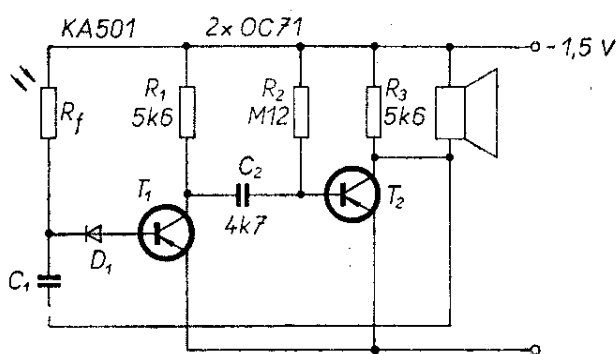 KA501
2x OC71
-1,5 V
Rf
R1
5k6
R2
M12
R3
5k6
C2
4k7
T1
T2
D1
C1